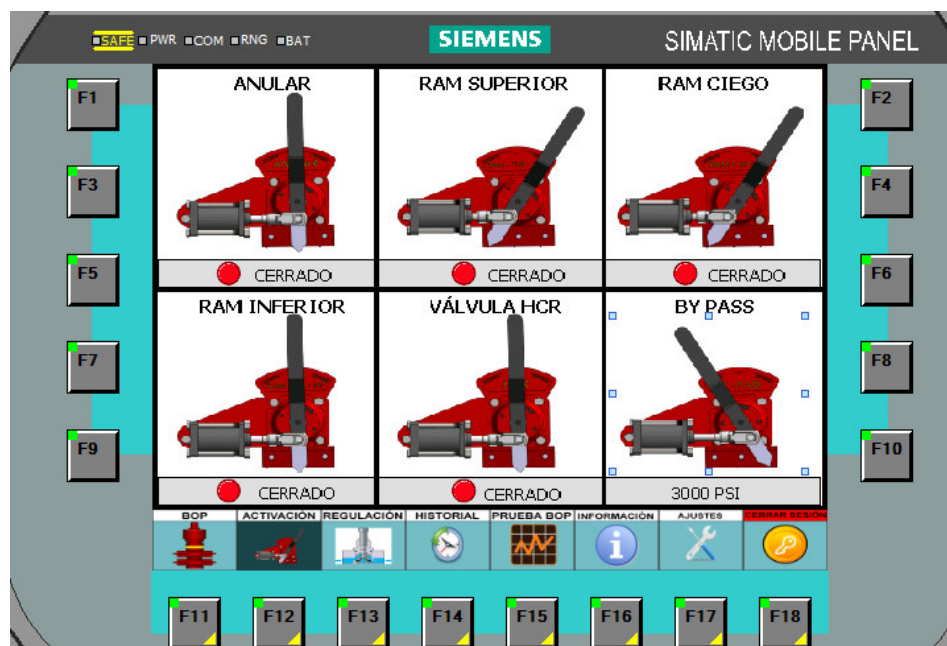 SAFE PWR COM RNG BAT
SIEMENS
SIMATIC MOBILE PANEL
F1
ANULAR
RAM SUPERIOR
RAM CIEGO
F2
F3
F4
F5
CERRADO
CERRADO
CERRADO
F6
RAM INFERIOR
VÁLVULA HCR
BY PASS
F7
F8
F9
F10
CERRADO
CERRADO
3000 PSI
BOP
ACTIVACIÓN
REGULACIÓN
HISTORIAL
PRUEBA BOP
INFORMACIÓN
AJUSTES
CERRAR SESIÓN
F11
F12
F13
F14
F15
F16
F17
F18